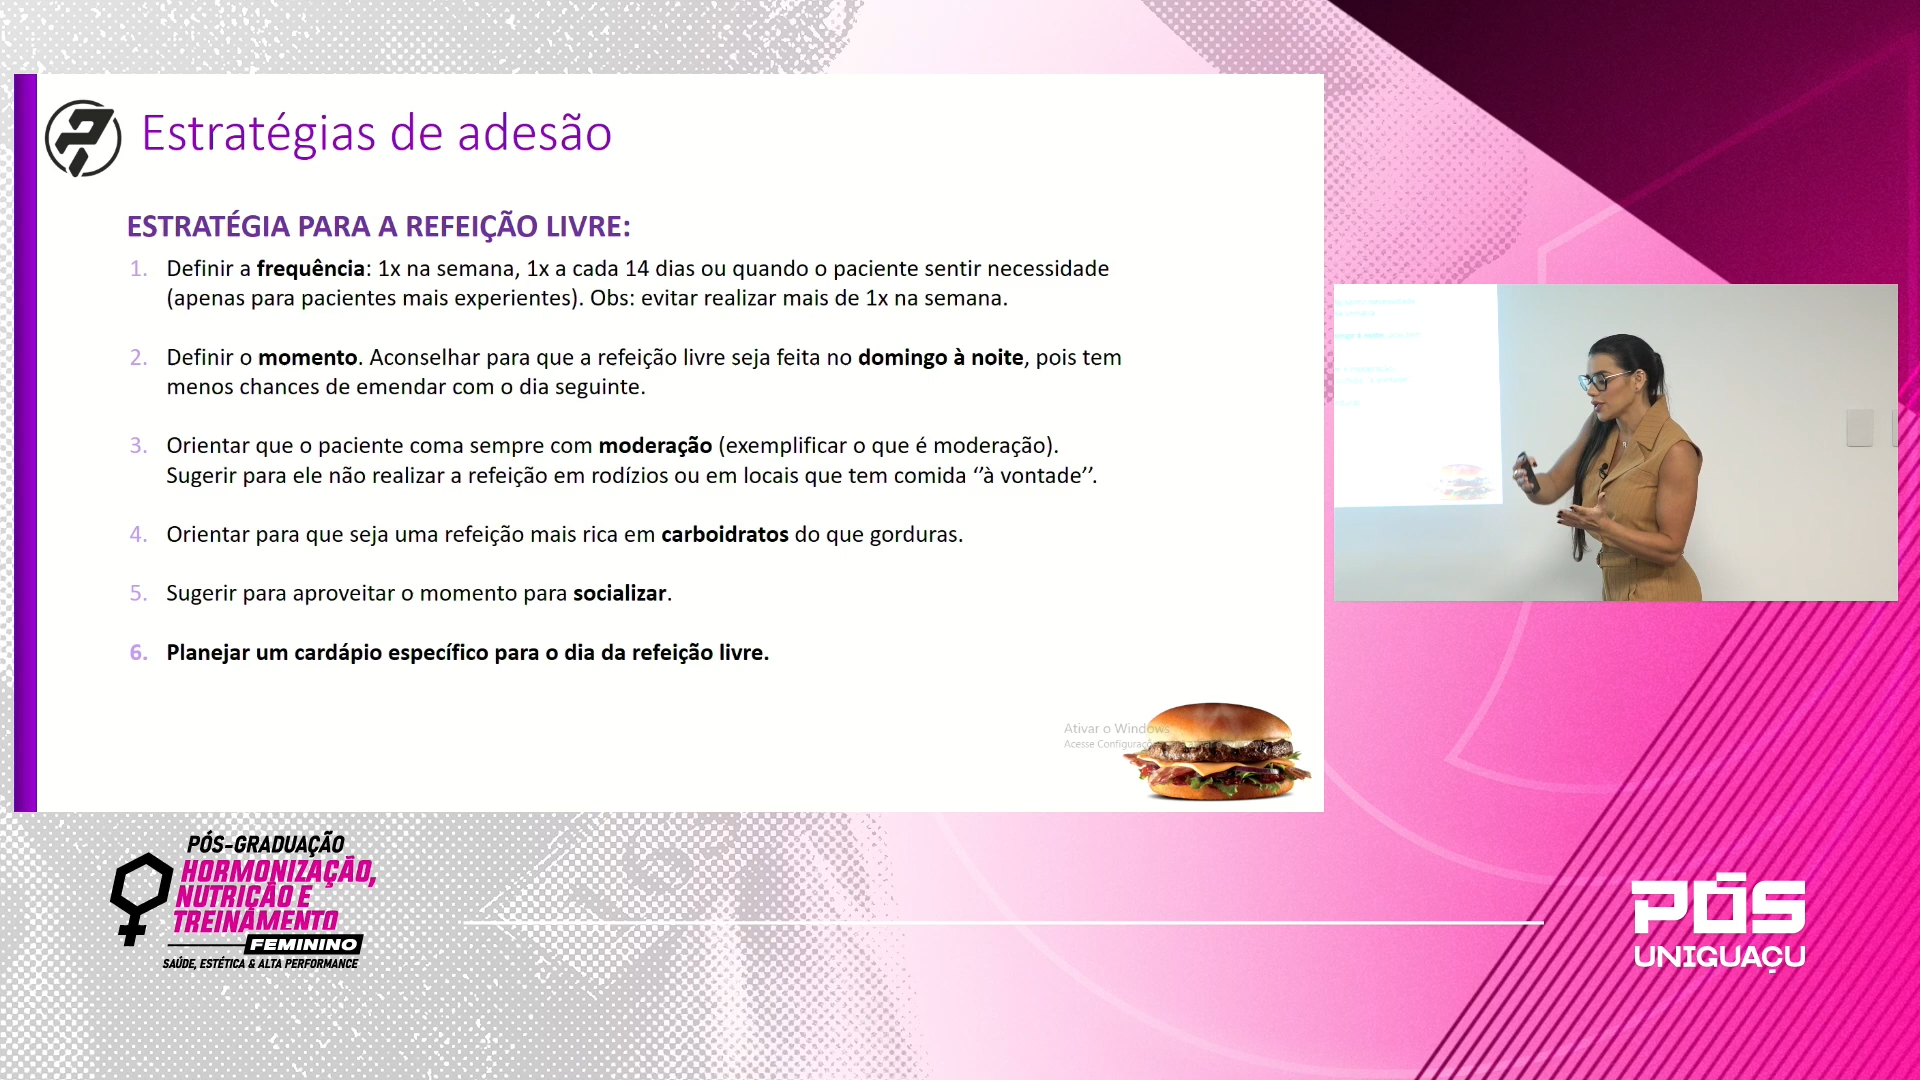 Estratégias de adesão
ESTRATÉGIA PARA A REFEIÇÃO LIVRE:
1. Definir a frequência: 1x na semana, 1x a cada 14 dias ou quando o paciente sentir necessidade
(apenas para pacientes mais experientes). Obs: evitar realizar mais de 1x na semana.
2. Definir o momento. Aconselhar para que a refeição livre seja feita no domingo à noite, pois tem
menos chances de emendar com o dia seguinte.
3. Orientar que o paciente coma sempre com moderação (exemplificar o que é moderação).
Sugerir para ele não realizar a refeição em rodízios ou em locais que tem comida ‘’à vontade’’.
4. Orientar para que seja uma refeição mais rica em carboidratos do que gorduras.
5. Sugerir para aproveitar o momento para socializar.
6. Planejar um cardápio específico para o dia da refeição livre.
Ativar o Windows
Acesse
PÓS-GRADUAÇÃO
HORMONIZAÇÃO,
NUTRIÇÃO E
TREINAMENTO
FEMININO
SAÚDE, ESTÉTICA & ALTA PERFORMANCE
PÓS
UNIGUAÇU